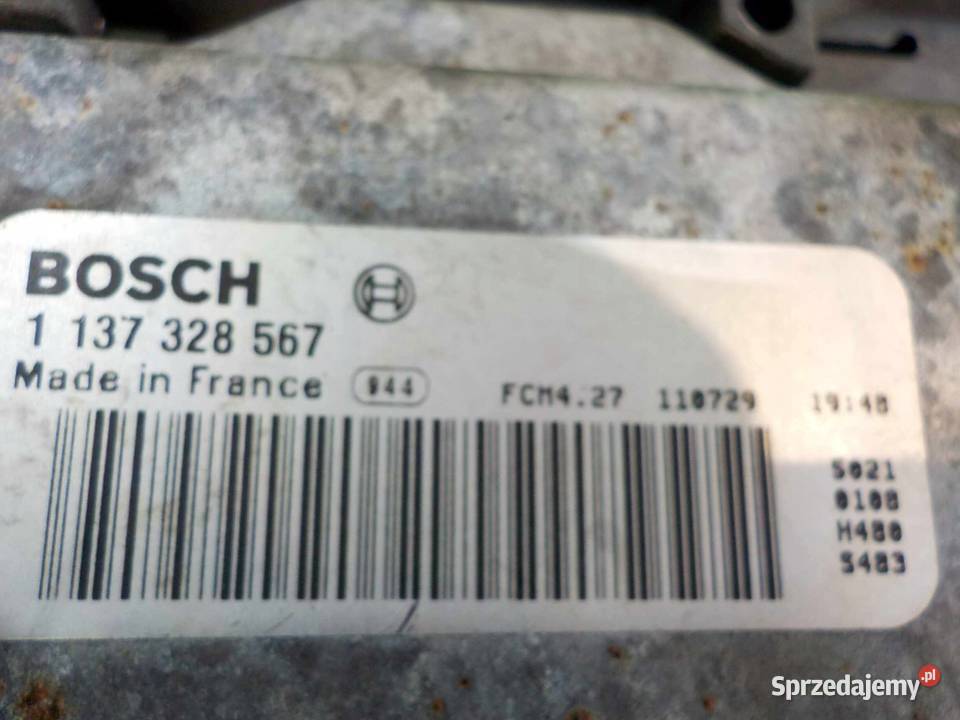 BOSCH
1 137 328 567
Made in France 944 FCM4.27 110729 19:48
5021
0108
H480
5483
Sprzedajemy.pl